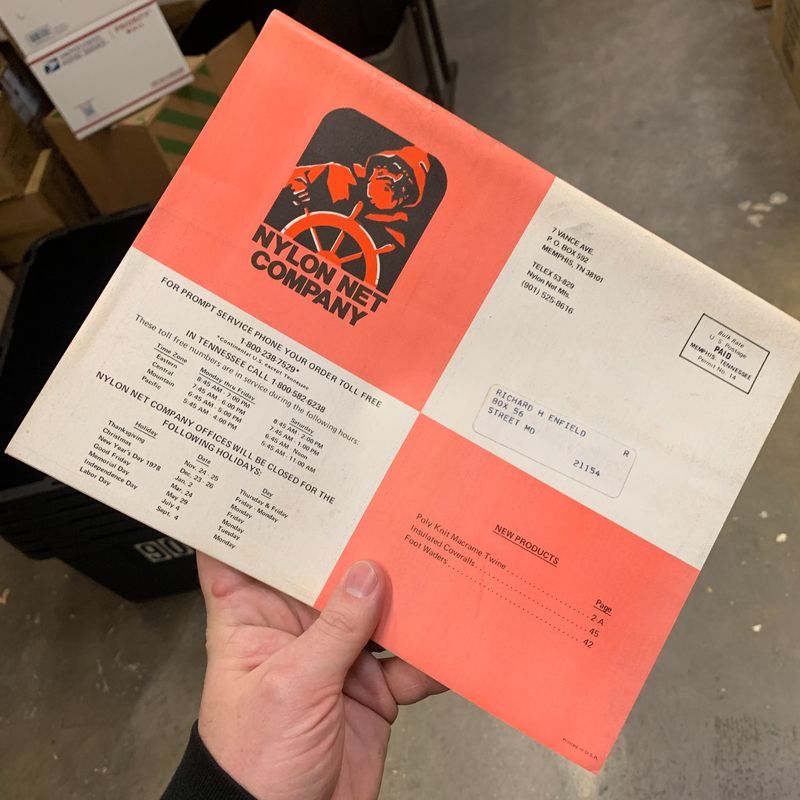 UNITED STATES
PRIORITY
NYLON NET
COMPANY
7 VANCE AVE.
P. O. BOX 592
MEMPHIS, TN 38101
TELEX 53-829
Nylon Net Mfs.
(901) 525-8616
Bulk Rate
U. S. Postage
PAID
MEMPHIS, TENNESSEE
Permit No. 14
RICHARD H ENFIELD R
BOX 56
STREET MD
21154
FOR PROMPT SERVICE PHONE YOUR ORDER TOLL FREE
1-800-238-7529*
*Continental U.S. except Tennessee
IN TENNESSEE CALL 1-800-582-6238
These toll free numbers are in service during the following hours:
Time Zone Monday thru Friday Saturday
Eastern 8:45 AM - 7:00 PM 8:45 AM - 2:00 PM
Central 7:45 AM - 6:00 PM 7:45 AM - 1:00 PM
Mountain 6:45 AM - 5:00 PM 6:45 AM - Noon
Pacific 5:45 AM - 4:00 PM 5:45 AM - 11:00 AM
NYLON NET COMPANY OFFICES WILL BE CLOSED FOR THE
FOLLOWING HOLIDAYS:
Holiday Date Day
Thanksgiving Nov. 24 - 25 Thursday & Friday
Christmas Dec. 23 - 26 Friday - Monday
New Year's Day 1978 Jan. 2 Monday
Good Friday Mar. 24 Friday
Memorial Day May 29 Monday
Independence Day July 4 Tuesday
Labor Day Sept. 4 Monday
NEW PRODUCTS
Page
Poly Knit Macrame Twine 2-A
Insulated Coveralls 45
Foot Waders 42
Printed in U.S.A.